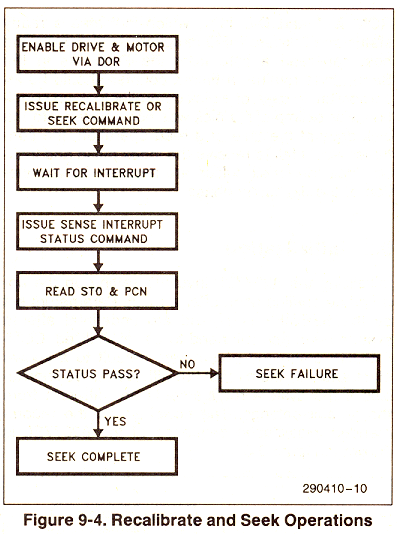 ENABLE DRIVE & MOTOR
VIA DOR
ISSUE RECALIBRATE OR
SEEK COMMAND
WAIT FOR INTERRUPT
ISSUE SENSE INTERRUPT
STATUS COMMAND
READ ST0 & PCN
STATUS PASS?
NO
SEEK FAILURE
YES
SEEK COMPLETE
290410-10
Figure 9-4. Recalibrate and Seek Operations